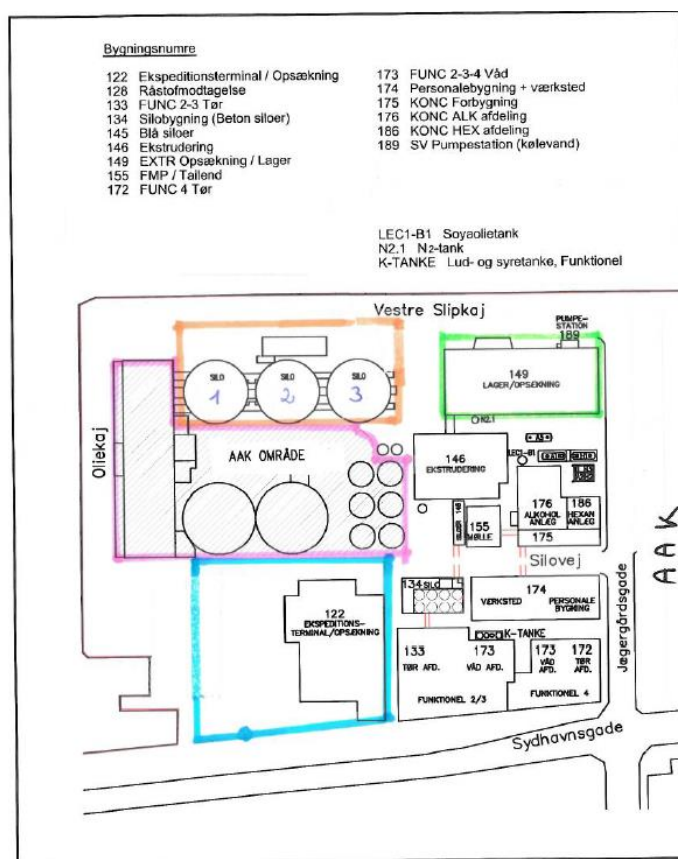 Bygningsnumre
122 Ekspeditionsterminal / Opsækning
128 Råstofmodtagelse
133 FUNC 2-3 Tør
134 Silobygning (Beton siloer)
145 Blå siloer
146 Ekstrudering
149 EXTR Opsækning / Lager
155 FMP / Tailend
172 FUNC 4 Tør
173 FUNC 2-3-4 Våd
174 Personalebygning + værksted
175 KONC Forbygning
176 KONC ALK afdeling
186 KONC HEX afdeling
189 SV Pumpestation (kølevand)
LEC1-B1 Soyaolietank
N2.1 N2-tank
K-TANKE Lud- og syretanke, Funktionel
Vestre Slipkaj
PUMPE-
STATION
189
SILO
1
SILO
2
SILO
3
149
LAGER/OPSÆKNING
N2.1
Oliekaj
AAK OMRÅDE
146
EKSTRUDERING
LEC1-B1
176
ALKOHOL
ANLÆG
186
HEXAN
ANLÆG
155
MØLLE
175
Silovej
AAK
134 SILO
174
VÆRKSTED
PERSONALE
BYGNING
122
EKSPEDITIONS-
TERMINAL/OPSÆKNING
K-TANKE
133
TØR AFD.
173
VÅD AFD.
173
VÅD
AFD.
172
TØR
AFD.
FUNKTIONEL 2/3
FUNKTIONEL 4
Jægergårdsgade
Sydhavnsgade